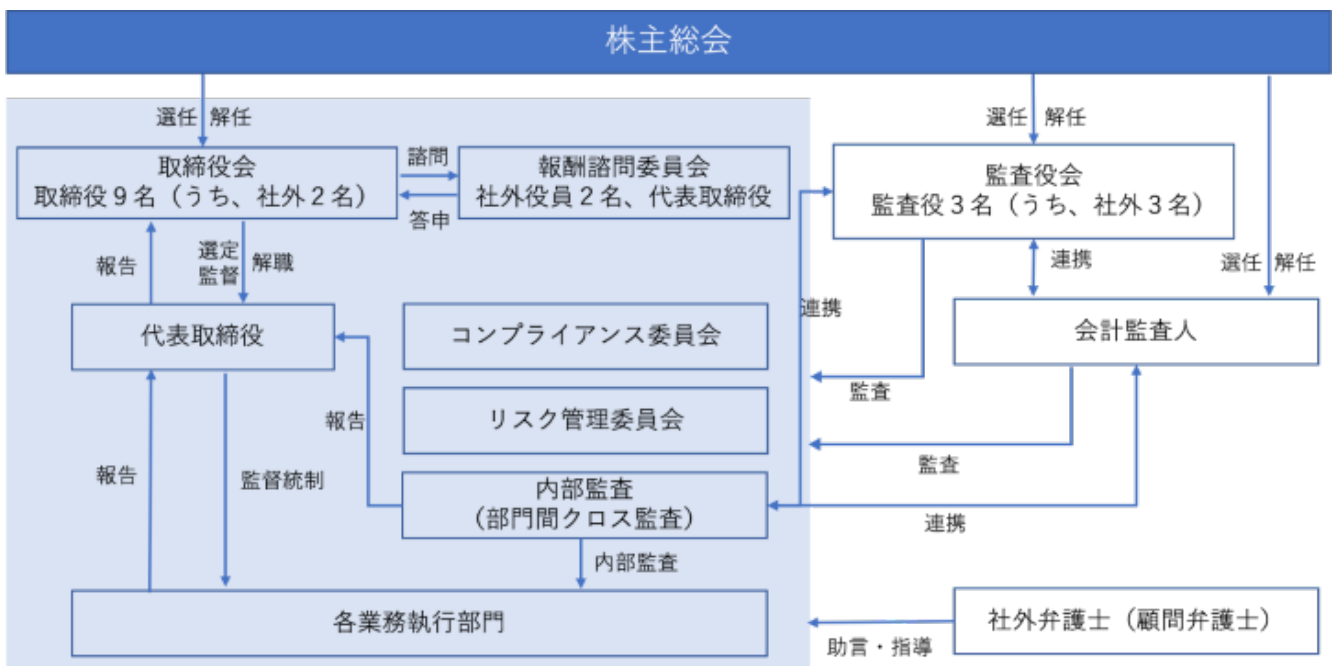 株主総会
選任 解任
選任 解任
取締役会
取締役9名（うち、社外2名）
諮問
答申
報酬諮問委員会
社外役員2名、代表取締役
監査役会
監査役3名（うち、社外3名）
報告
選定
監督
解職
連携
選任 解任
代表取締役
コンプライアンス委員会
連携
会計監査人
監査
リスク管理委員会
報告
監査
報告
監督統制
内部監査
（部門間クロス監査）
連携
内部監査
各業務執行部門
社外弁護士（顧問弁護士）
助言・指導